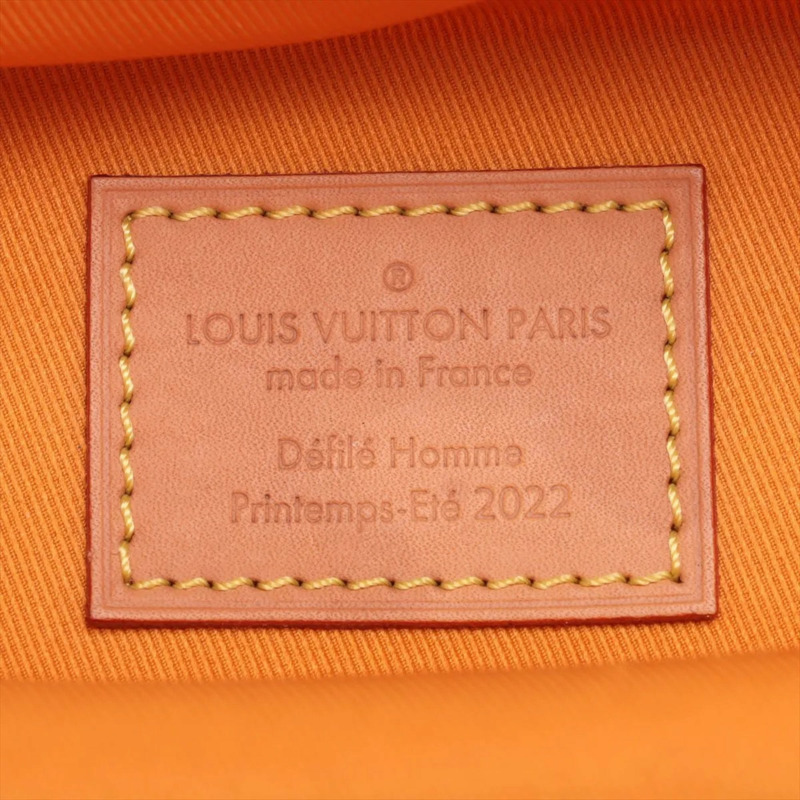 ®
LOUIS VUITTON PARIS
made in France
Défilé Homme
Printemps-Eté 2022